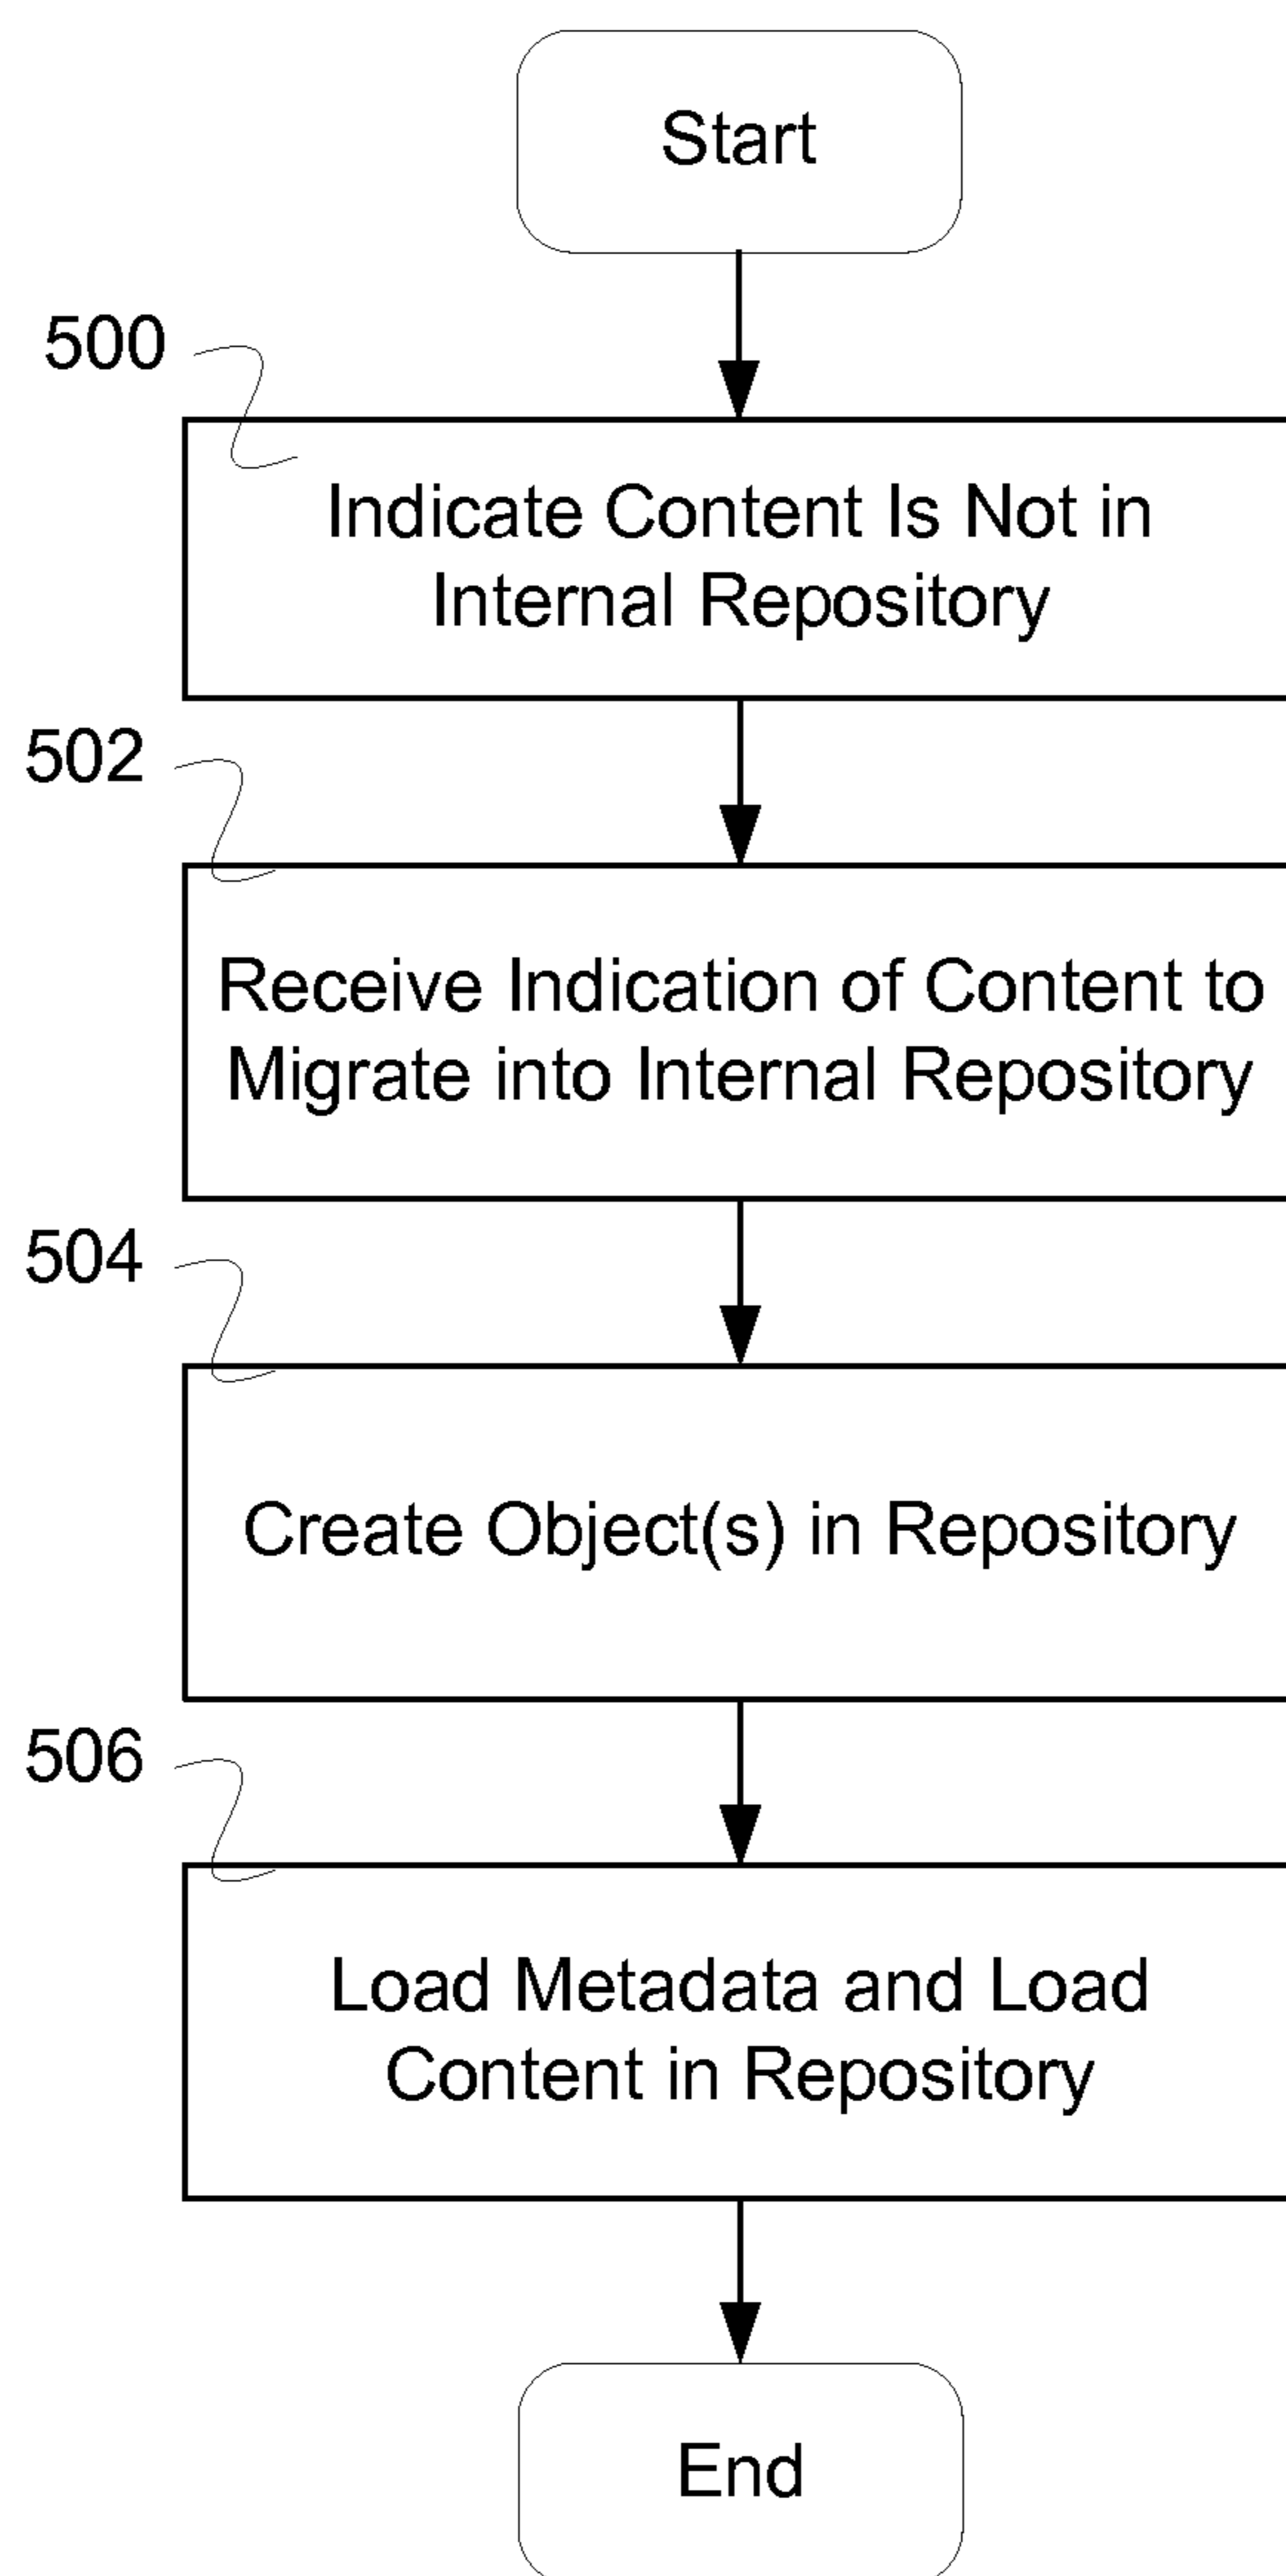 Start
500
Indicate Content Is Not in
Internal Repository
502
Receive Indication of Content to
Migrate into Internal Repository
504
Create Object(s) in Repository
506
Load Metadata and Load
Content in Repository
End